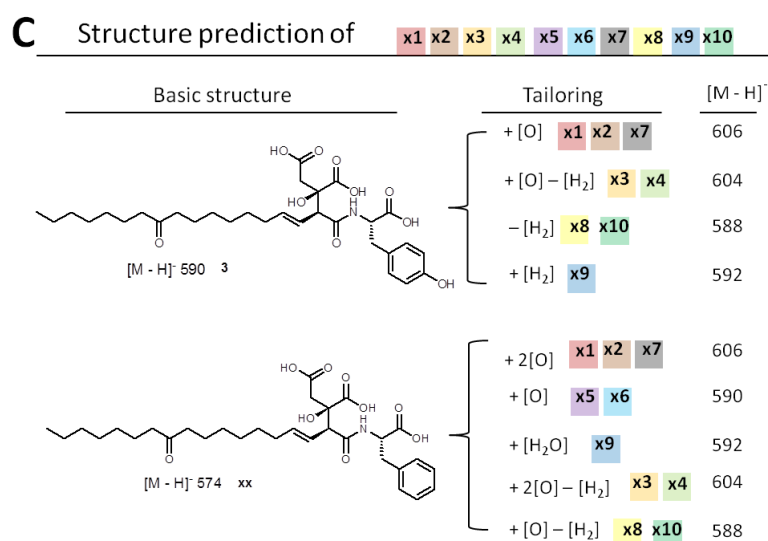 C
Structure prediction of x1 x2 x3 x4 x5 x6 x7 x8 x9 x10
Basic structure
Tailoring
[M - H]⁻
HO O
O
OH
HO
H
N
O
OH
O
O
OH
[M - H]⁻ 590 3
+ [O] x1 x2 x7 606
+ [O] – [H₂] x3 x4 604
– [H₂] x8 x10 588
+ [H₂] x9 592
HO O
O
OH
HO
H
N
O
OH
O
O
[M - H]⁻ 574 xx
+ 2[O] x1 x2 x7 606
+ [O] x5 x6 590
+ [H₂O] x9 592
+ 2[O] – [H₂] x3 x4 604
+ [O] – [H₂] x8 x10 588